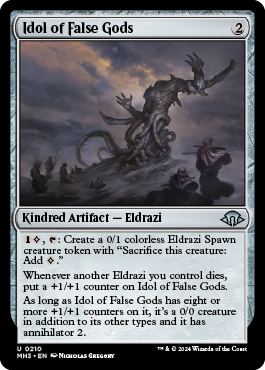 Idol of False Gods 2
Kindred Artifact — Eldrazi
1◇, T: Create a 0/1 colorless Eldrazi Spawn
creature token with “Sacrifice this creature:
Add ◇.”
Whenever another Eldrazi you control dies,
put a +1/+1 counter on Idol of False Gods.
As long as Idol of False Gods has eight or
more +1/+1 counters on it, it’s a 0/0 creature
in addition to its other types and it has
annihilator 2.
U 0210
MH3 • EN Nicholas Gregory
™ & © 2024 Wizards of the Coast